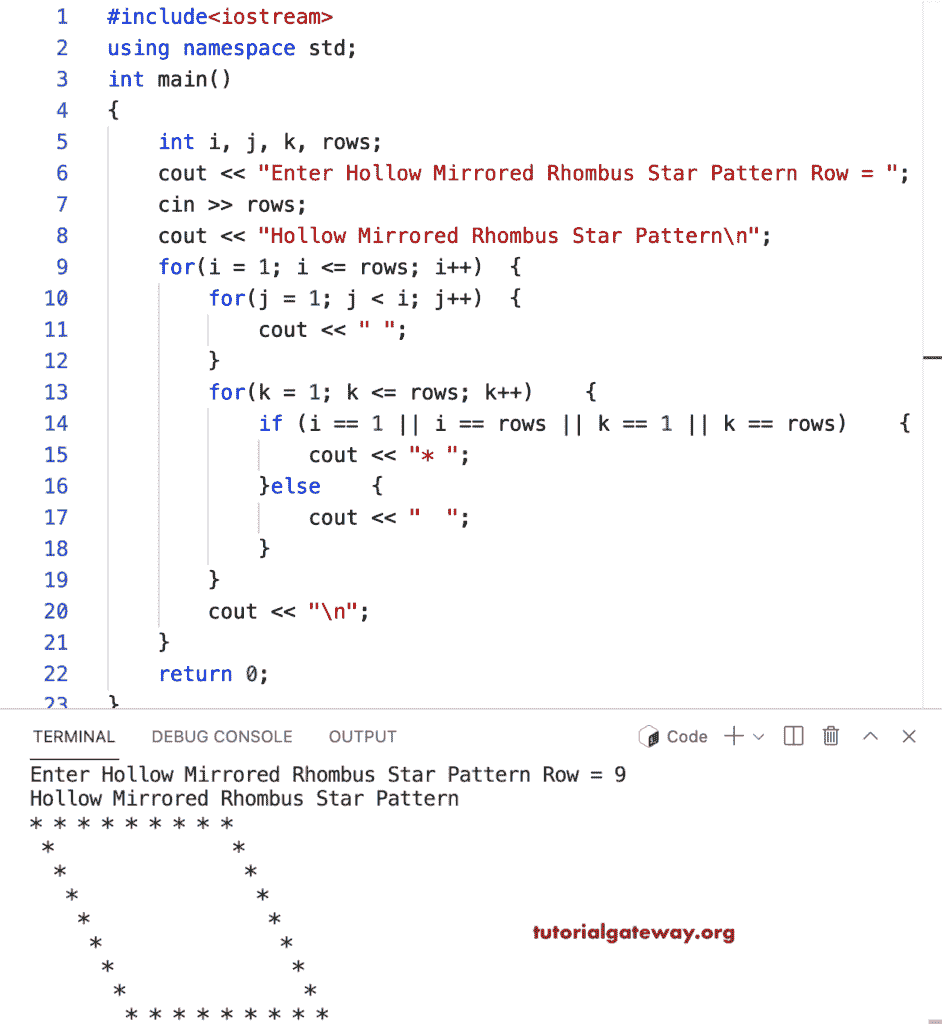 1 #include<iostream>
2 using namespace std;
3 int main()
4 {
5     int i, j, k, rows;
6     cout << "Enter Hollow Mirrored Rhombus Star Pattern Row = ";
7     cin >> rows;
8     cout << "Hollow Mirrored Rhombus Star Pattern\n";
9     for(i = 1; i <= rows; i++)  {
10         for(j = 1; j < i; j++)  {
11             cout << " ";
12         }
13         for(k = 1; k <= rows; k++)    {
14             if (i == 1 || i == rows || k == 1 || k == rows)    {
15                 cout << "* ";
16             }else    {
17                 cout << "  ";
18             }
19         }
20         cout << "\n";
21     }
22     return 0;
23 }
TERMINAL DEBUG CONSOLE OUTPUT Code
Enter Hollow Mirrored Rhombus Star Pattern Row = 9
Hollow Mirrored Rhombus Star Pattern
* * * * * * * * *
 *               *
  *               *
   *               *
    *               *
tutorialgateway.org
     *               *
      *               *
       *               *
        * * * * * * * * *